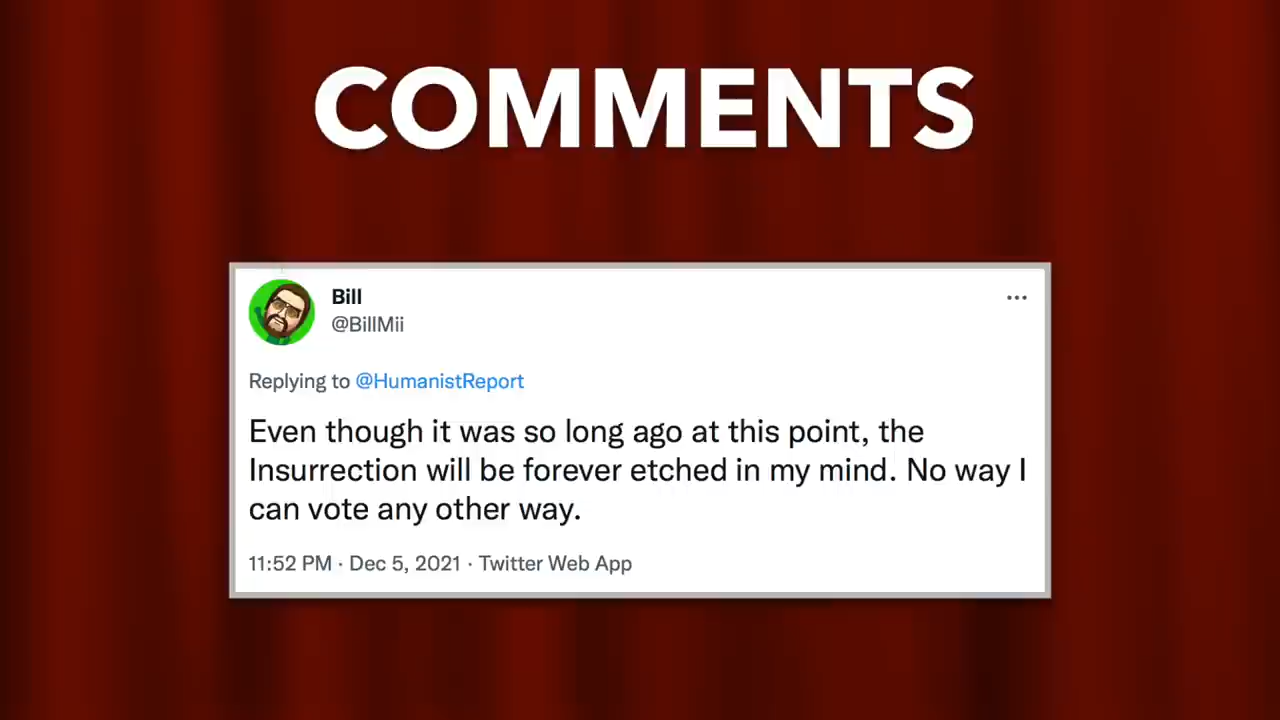 COMMENTS
Bill
@BillMii
Replying to @HumanistReport
Even though it was so long ago at this point, the
Insurrection will be forever etched in my mind. No way I
can vote any other way.
11:52 PM · Dec 5, 2021 · Twitter Web App